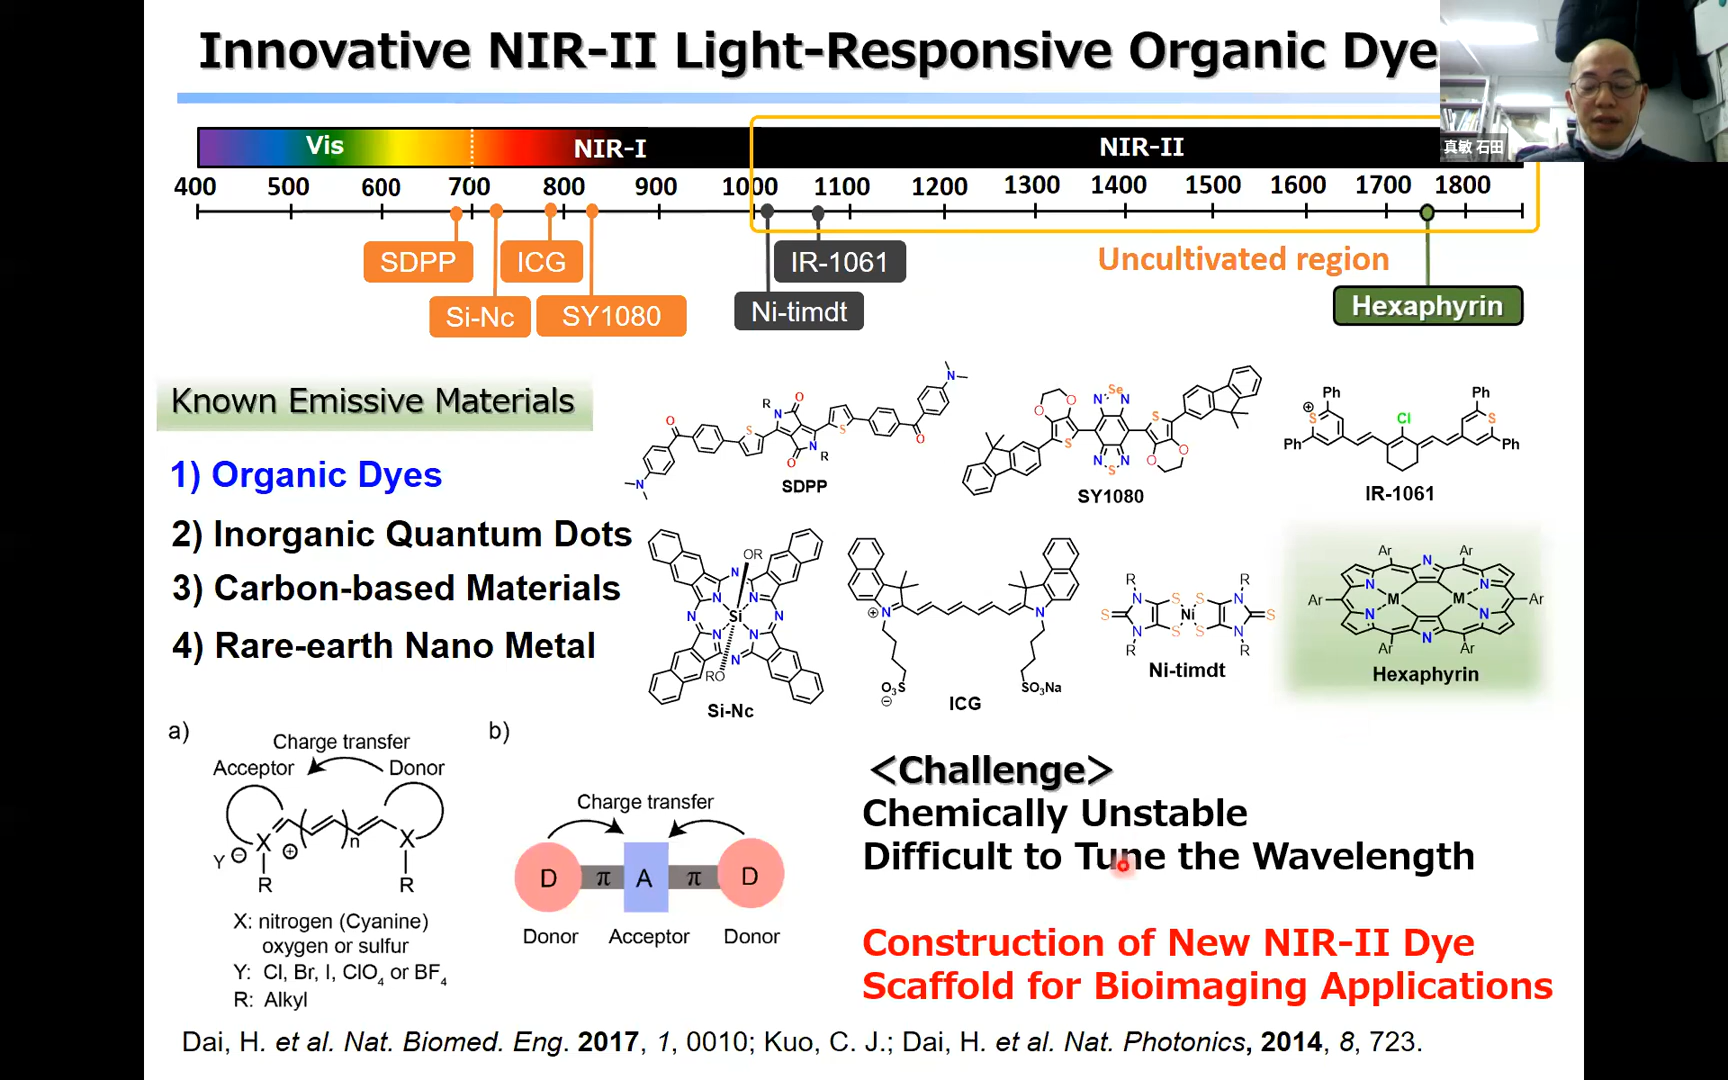 Innovative NIR-II Light-Responsive Organic Dye
真敏 石田
Vis NIR-I NIR-II
400 500 600 700 800 900 1000 1100 1200 1300 1400 1500 1600 1700 1800
SDPP ICG IR-1061 Uncultivated region
Si-Nc SY1080 Ni-timdt Hexaphyrin
Known Emissive Materials
1) Organic Dyes
2) Inorganic Quantum Dots
3) Carbon-based Materials
4) Rare-earth Nano Metal
N O R N O S S O N R O N
SDPP
O O S Se N N N S N S O O
SY1080
Ph S ⊕ Ph Cl Ph S Ph
IR-1061
OR N N N N Si N N N N RO
Si-Nc
N ⊕ N
O₃S ⊖ SO₃Na
ICG
R R
N S S N
S Ni S
N S S N
R R
Ni-timdt
Ar N Ar
N N
Ar M M Ar
N N
Ar N Ar
Hexaphyrin
a)
Charge transfer
Acceptor Donor
Y ⊖ X ⊕ n X
R R
X: nitrogen (Cyanine)
oxygen or sulfur
Y: Cl, Br, I, ClO₄ or BF₄
R: Alkyl
b)
Charge transfer
D π A π D
Donor Acceptor Donor
<Challenge>
Chemically Unstable
Difficult to Tune the Wavelength
Construction of New NIR-II Dye
Scaffold for Bioimaging Applications
Dai, H. et al. Nat. Biomed. Eng. 2017, 1, 0010; Kuo, C. J.; Dai, H. et al. Nat. Photonics, 2014, 8, 723.